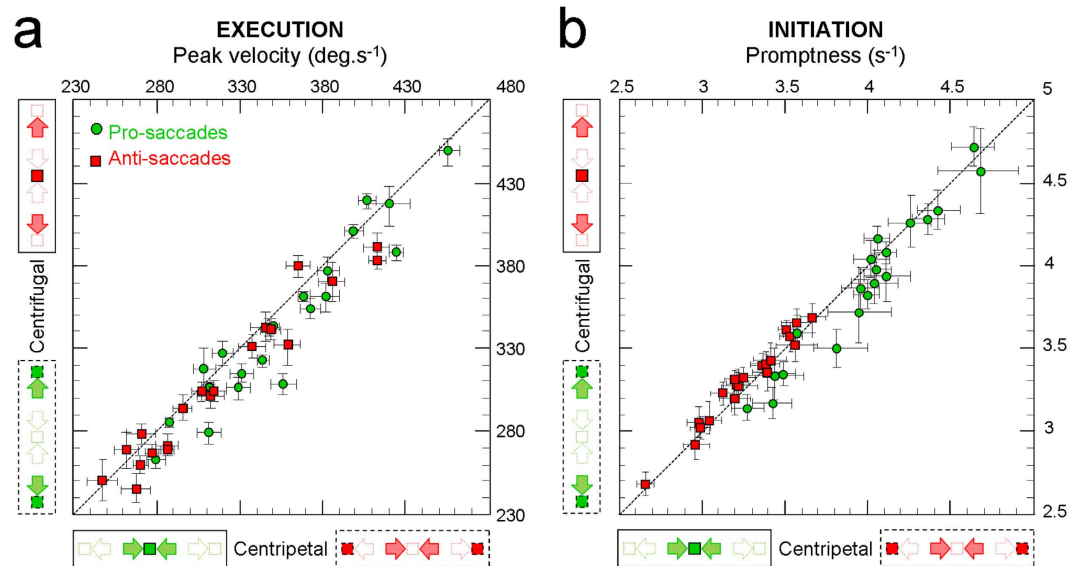 a
EXECUTION
Peak velocity (deg.s-1)
230 280 330 380 430 480
Pro-saccades
Anti-saccades
430
380
330
280
230
Centrifugal
Centripetal
b
INITIATION
Promptness (s-1)
2.5 3 3.5 4 4.5 5
4.5
4
3.5
3
2.5
Centrifugal
Centripetal